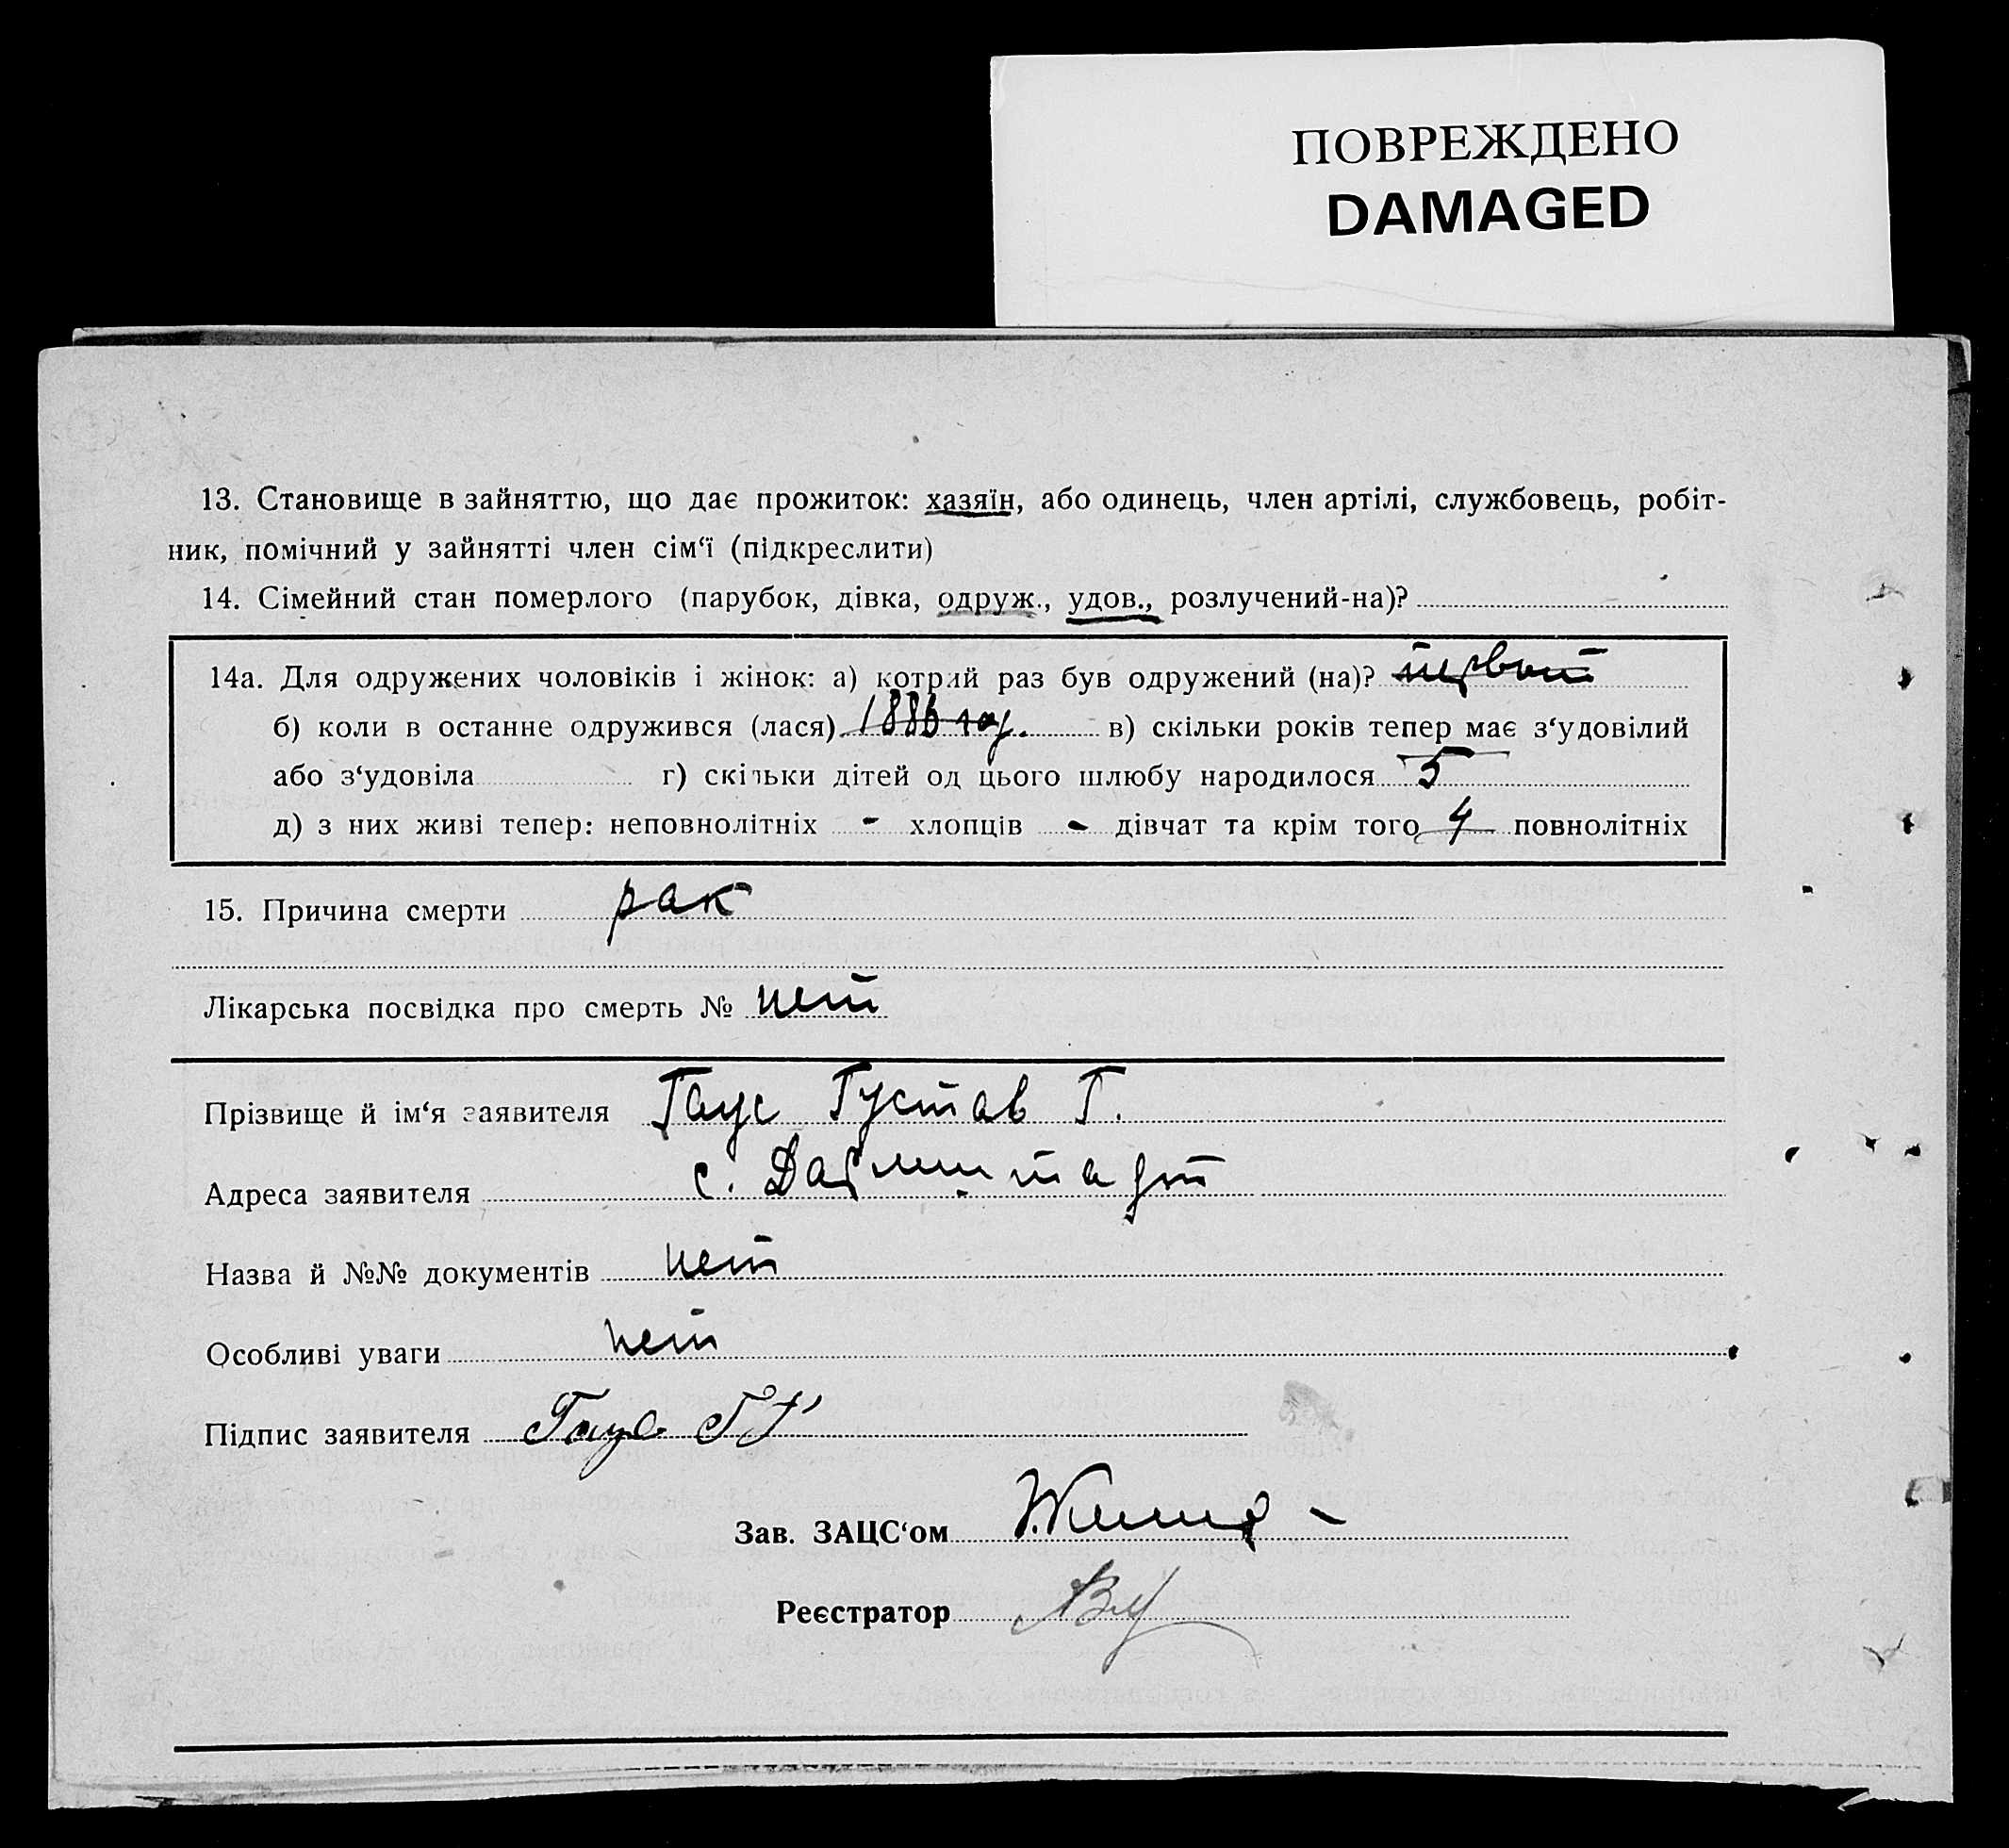 ПОВРЕЖДЕНО
DAMAGED
13. Становище в зайняттю, що дає прожиток: хазяїн, або одинець, член артілі, службовець, робіт-
ник, помічний у зайнятті член сім‘ї (підкреслити)
14. Сімейний стан померлого (парубок, дівка, одруж., удов., розлучений-на)?
14а. Для одружених чоловіків і жінок: а) котрий раз був одружений (на)? первый
б) коли в останне одружився (лася) 1886 год. в) скільки років тепер має з‘удовілий
або з‘удовіла г) скільки дітей од цього шлюбу народилося 5
д) з них живі тепер: неповнолітніх - хлопців - дівчат та крім того 4 повнолітніх
15. Причина смерти рак
Лікарська посвідка про смерть № нет
Прізвище й ім‘я заявителя Гаус Густав Г.
Адреса заявителя с. Дармштадт
Назва й №№ документів нет
Особливі уваги нет
Підпис заявителя Гаус ГГ
Зав. ЗАЦС‘ом
Реєстратор